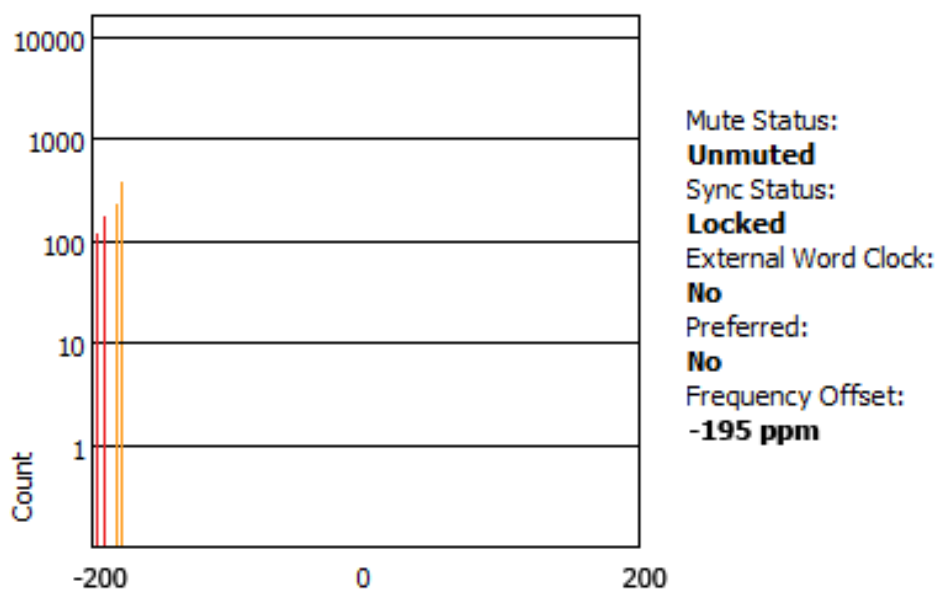 10000
1000
100
10
1
Count
-200
0
200
Mute Status:
Unmuted
Sync Status:
Locked
External Word Clock:
No
Preferred:
No
Frequency Offset:
-195 ppm